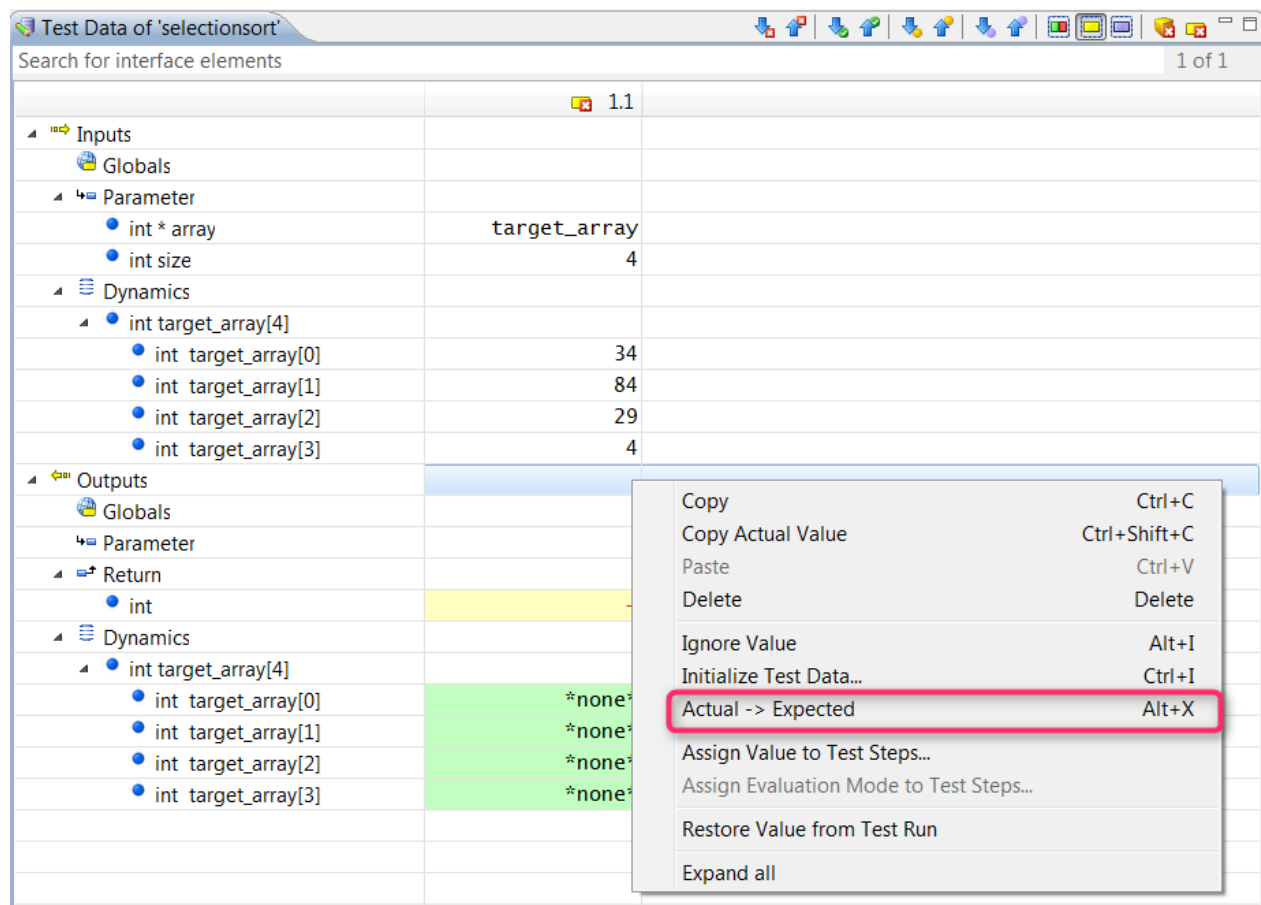 Test Data of 'selectionsort'
Search for interface elements 1 of 1
1.1
Inputs
Globals
Parameter
int * array target_array
int size 4
Dynamics
int target_array[4]
int target_array[0] 34
int target_array[1] 84
int target_array[2] 29
int target_array[3] 4
Outputs
Globals
Parameter
Return
int -
Dynamics
int target_array[4]
int target_array[0] *none*
int target_array[1] *none*
int target_array[2] *none*
int target_array[3] *none*
Copy Ctrl+C
Copy Actual Value Ctrl+Shift+C
Paste Ctrl+V
Delete Delete
Ignore Value Alt+I
Initialize Test Data... Ctrl+I
Actual -> Expected Alt+X
Assign Value to Test Steps...
Assign Evaluation Mode to Test Steps...
Restore Value from Test Run
Expand all